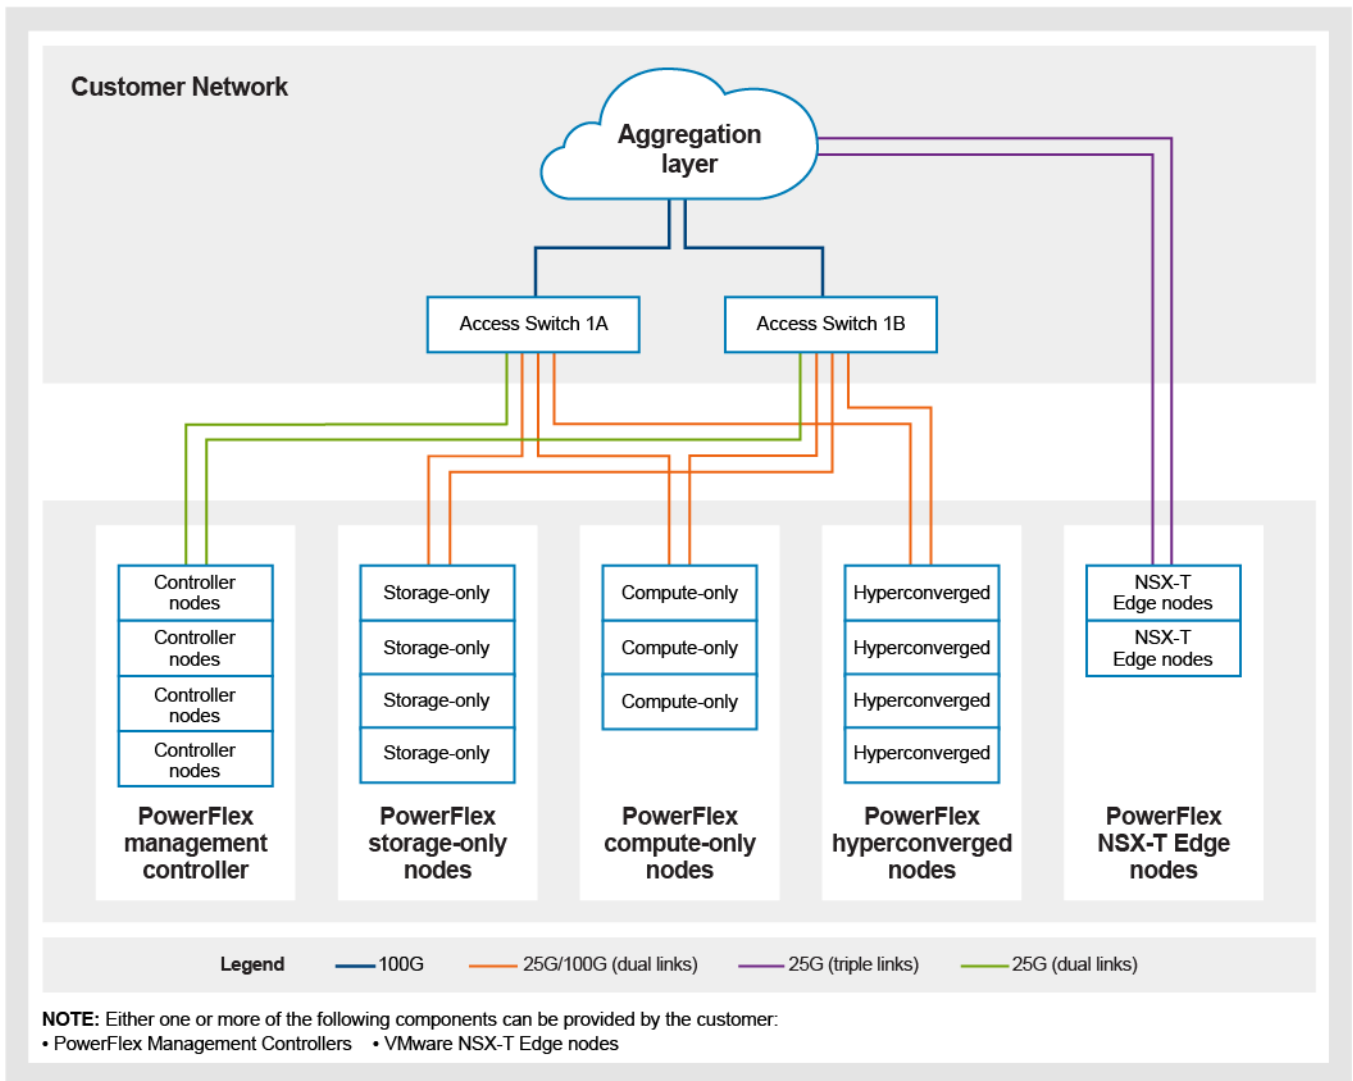 Customer Network
Aggregation
layer
Access Switch 1A
Access Switch 1B
Controller
nodes
Controller
nodes
Controller
nodes
Controller
nodes
PowerFlex
management
controller
Storage-only
Storage-only
Storage-only
Storage-only
PowerFlex
storage-only
nodes
Compute-only
Compute-only
Compute-only
PowerFlex
compute-only
nodes
Hyperconverged
Hyperconverged
Hyperconverged
Hyperconverged
PowerFlex
hyperconverged
nodes
NSX-T
Edge nodes
NSX-T
Edge nodes
PowerFlex
NSX-T Edge
nodes
Legend 100G 25G/100G (dual links) 25G (triple links) 25G (dual links)
NOTE: Either one or more of the following components can be provided by the customer:
• PowerFlex Management Controllers • VMware NSX-T Edge nodes